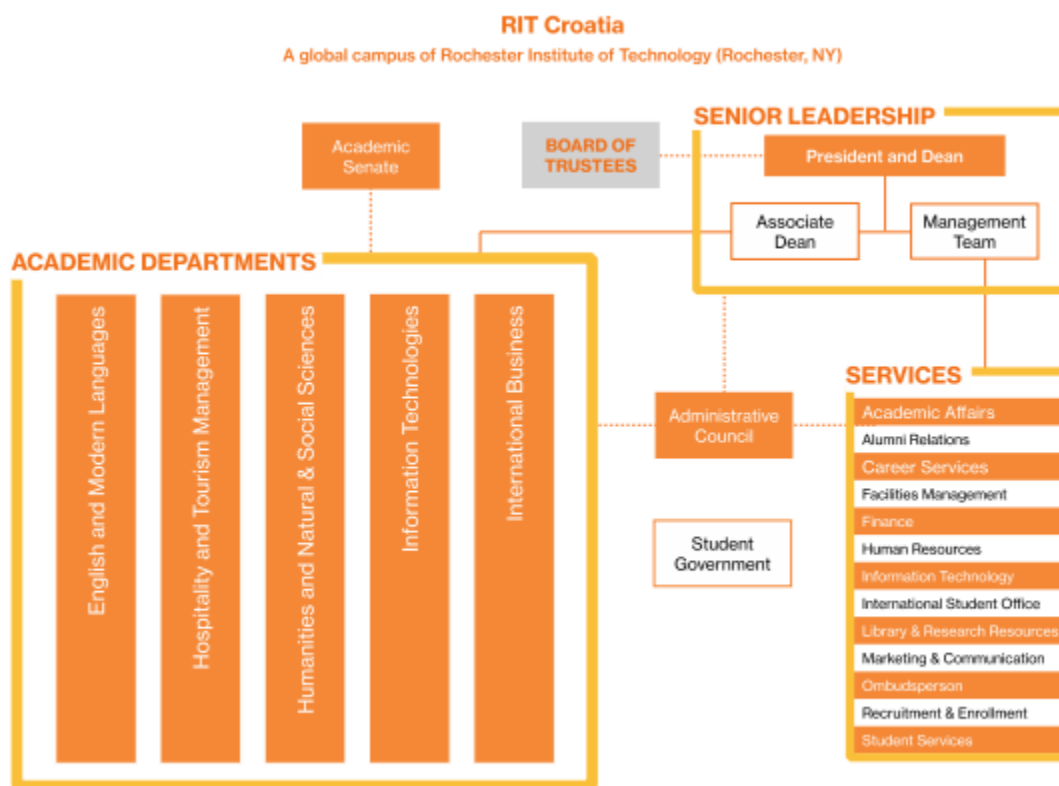 RIT Croatia
A global campus of Rochester Institute of Technology (Rochester, NY)
SENIOR LEADERSHIP
Academic
Senate
BOARD OF
TRUSTEES
President and Dean
Associate
Dean
Management
Team
ACADEMIC DEPARTMENTS
English and Modern Languages
Hospitality and Tourism Management
Humanities and Natural & Social Sciences
Information Technologies
International Business
Administrative
Council
Student
Government
SERVICES
Academic Affairs
Alumni Relations
Career Services
Facilities Management
Finance
Human Resources
Information Technology
International Student Office
Library & Research Resources
Marketing & Communication
Ombudsperson
Recruitment & Enrollment
Student Services